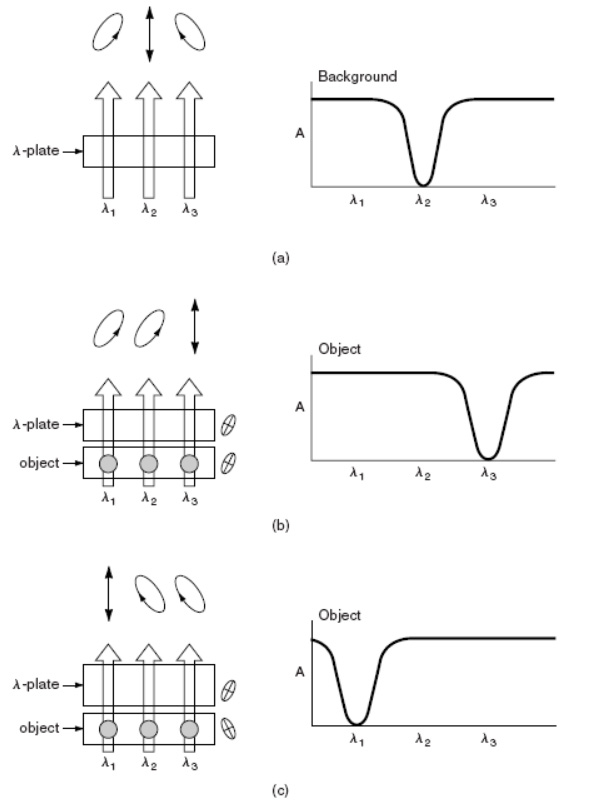 Background
A
λ-plate
λ₁ λ₂ λ₃
λ₁ λ₂ λ₃
(a)
Object
A
λ-plate
object
λ₁ λ₂ λ₃
λ₁ λ₂ λ₃
(b)
Object
A
λ-plate
object
λ₁ λ₂ λ₃
λ₁ λ₂ λ₃
(c)